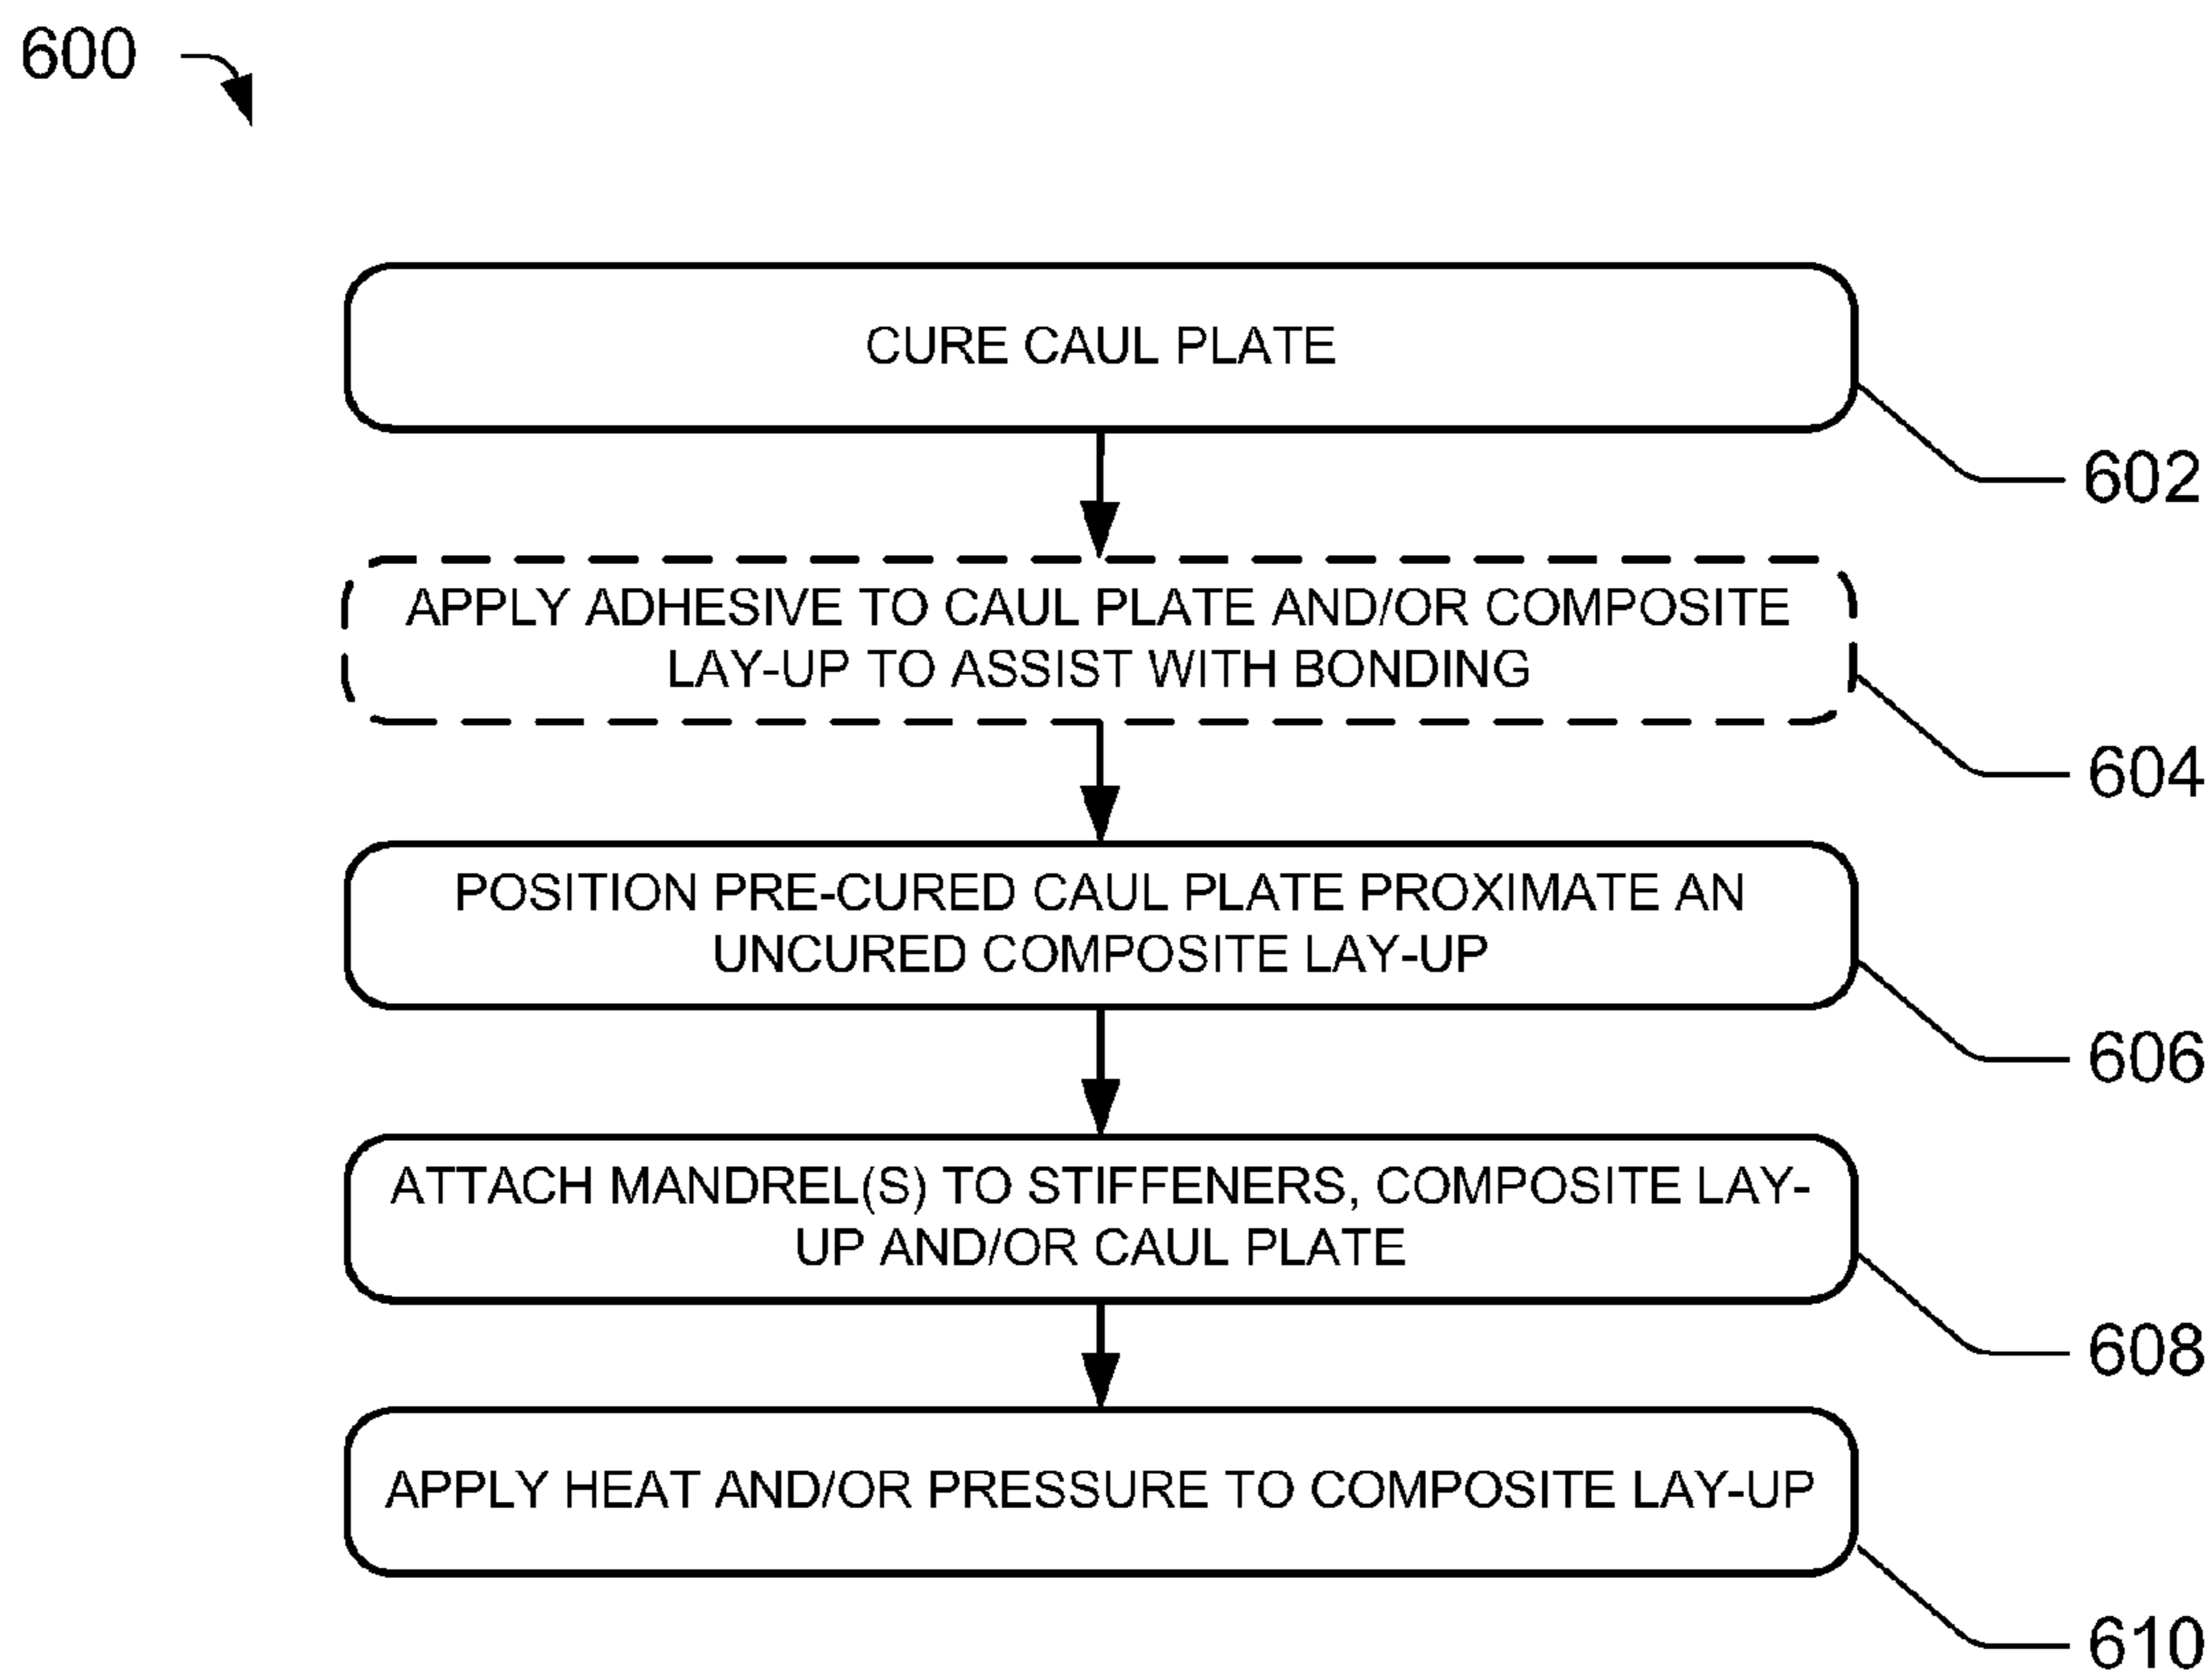 600
CURE CAUL PLATE
602
APPLY ADHESIVE TO CAUL PLATE AND/OR COMPOSITE
LAY-UP TO ASSIST WITH BONDING
604
POSITION PRE-CURED CAUL PLATE PROXIMATE AN
UNCURED COMPOSITE LAY-UP
606
ATTACH MANDREL(S) TO STIFFENERS, COMPOSITE LAY-
UP AND/OR CAUL PLATE
608
APPLY HEAT AND/OR PRESSURE TO COMPOSITE LAY-UP
610